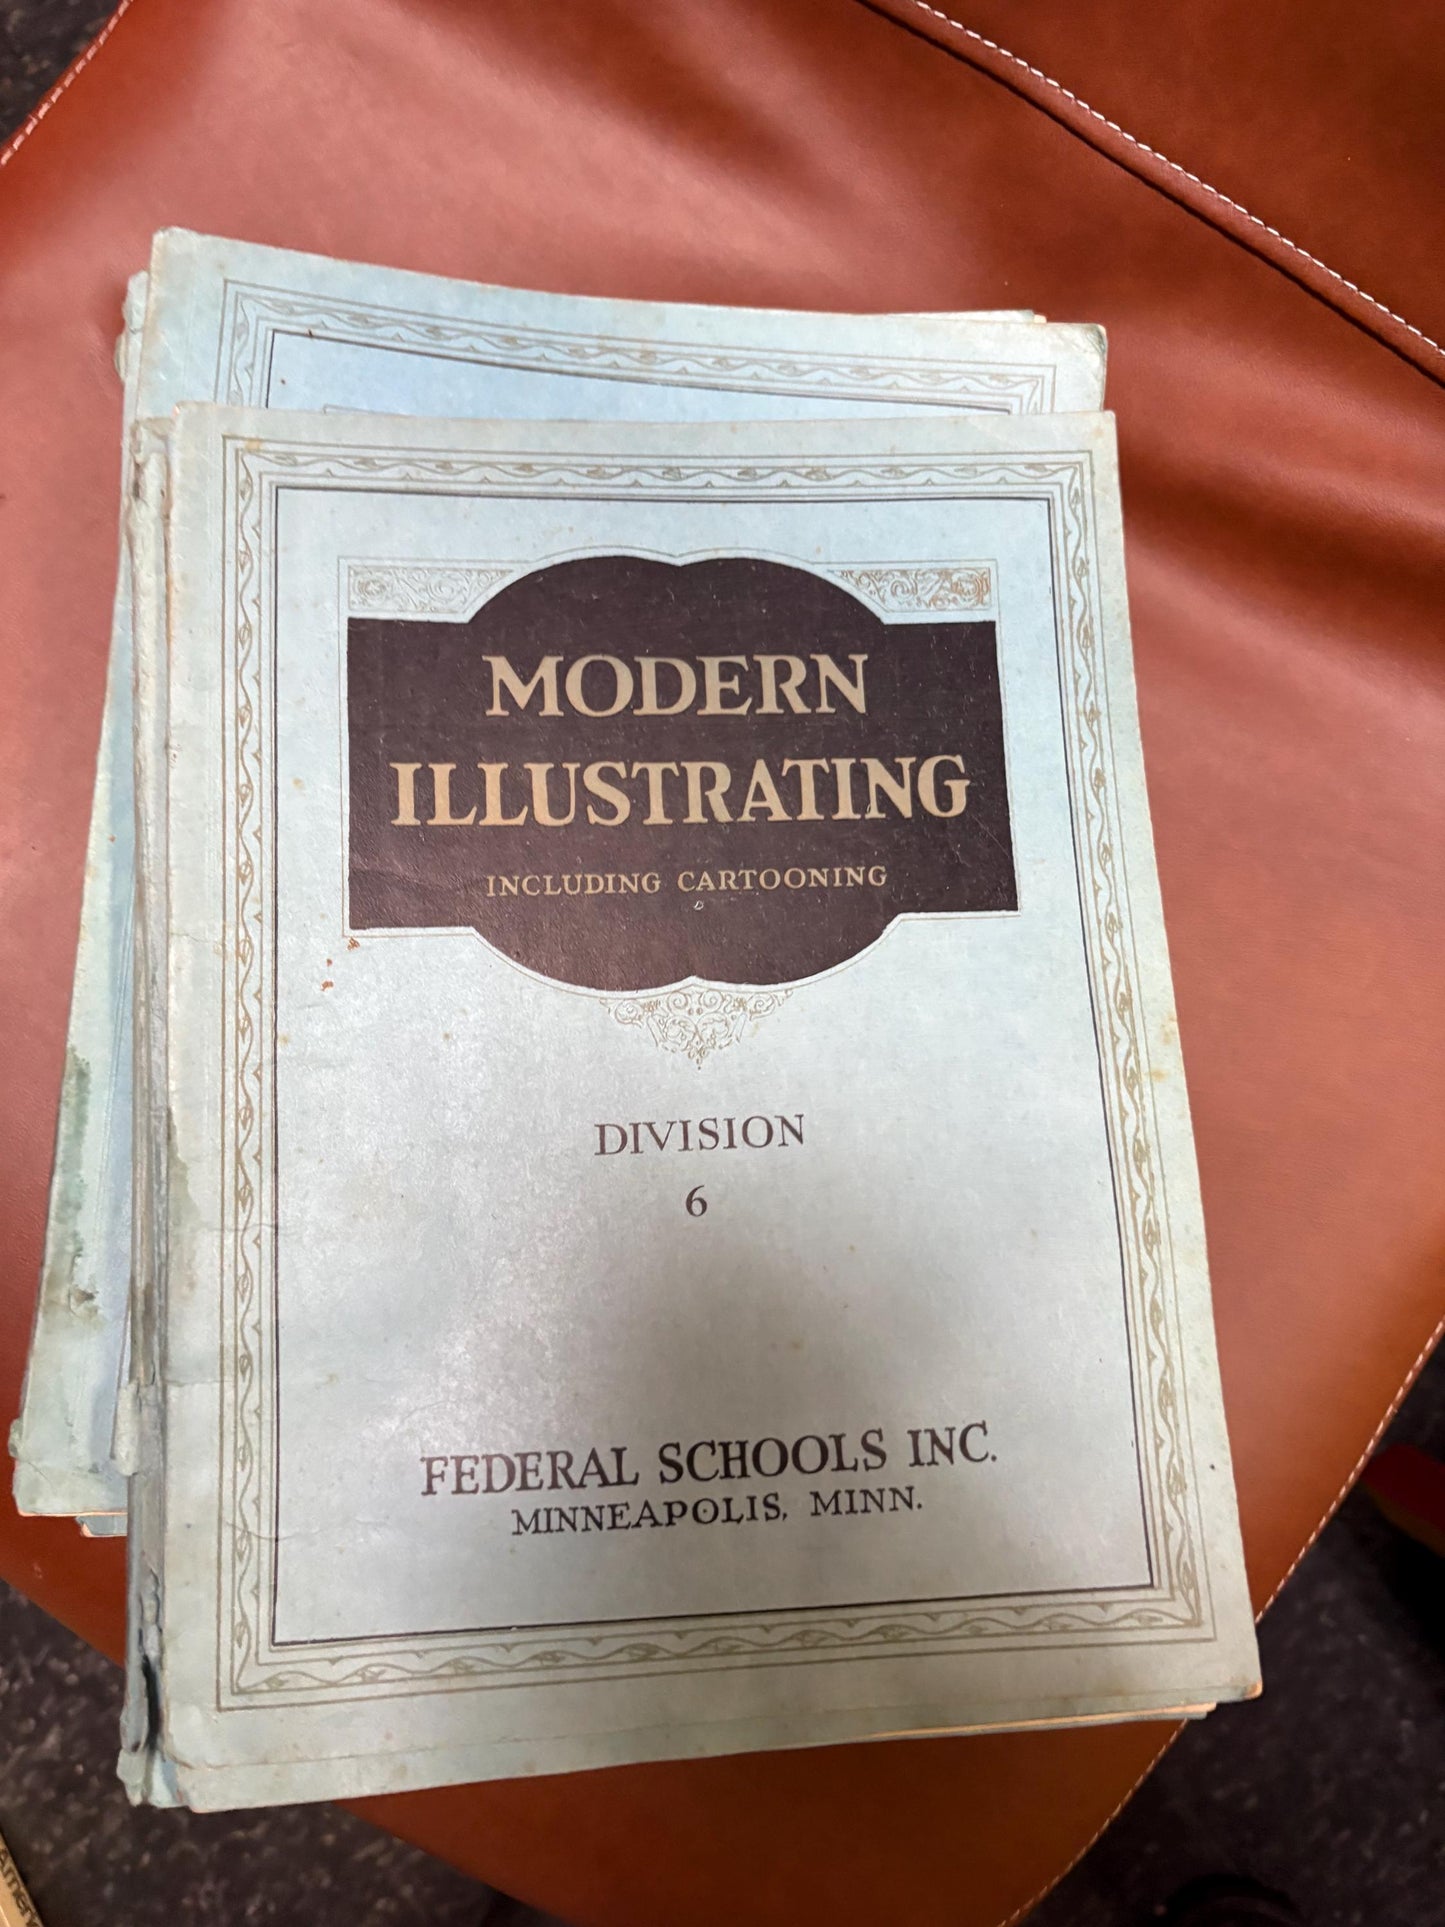 MODERN
ILLUSTRATING
INCLUDING CARTOONING
DIVISION
6
FEDERAL SCHOOLS INC.
MINNEAPOLIS, MINN.